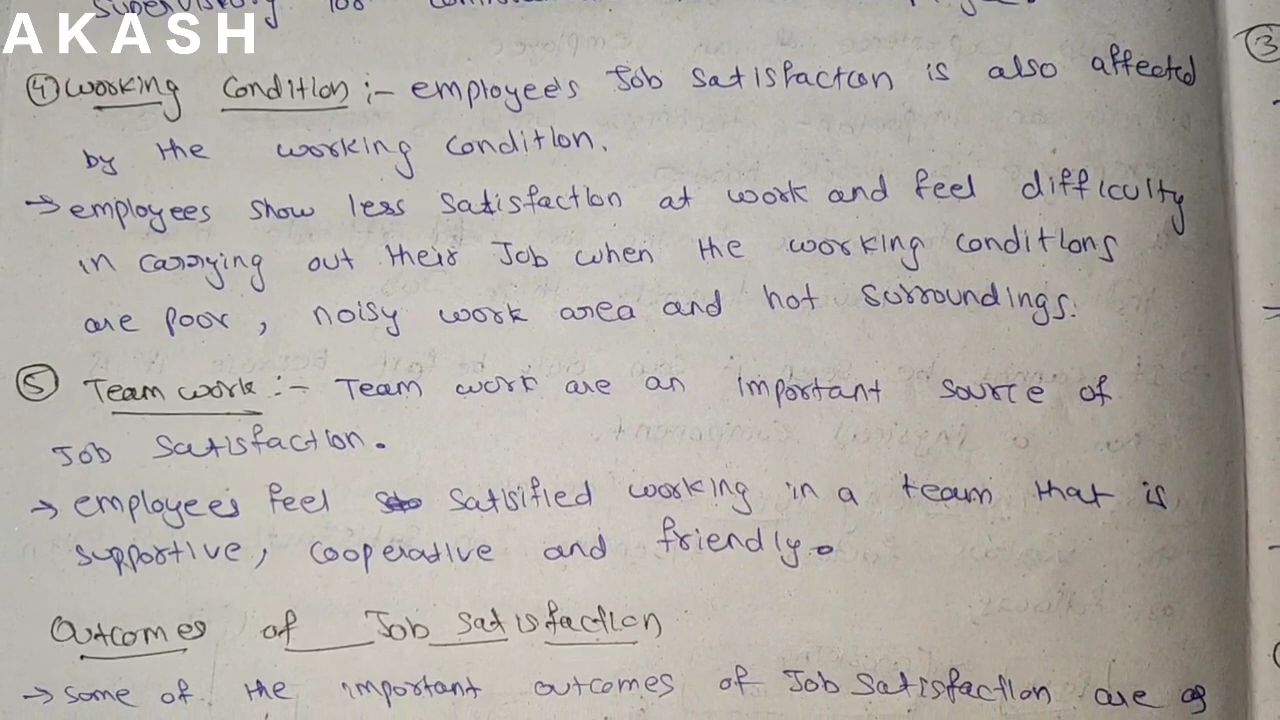 AKASH
④ Working Condition :- employees Job Satisfaction is also affected
by the working Condition.
→ employees show less Satisfaction at work and feel difficulty
in carrying out their Job when the working conditions
are poor, noisy work area and hot surroundings.
⑤ Team work :- Team work are an important source of
Job Satisfaction.
→ employees feel satisified working in a team that is
supportive, cooperative and friendly.
Outcomes of Job Satisfaction
→ Some of the important outcomes of Job Satisfaction are as
③